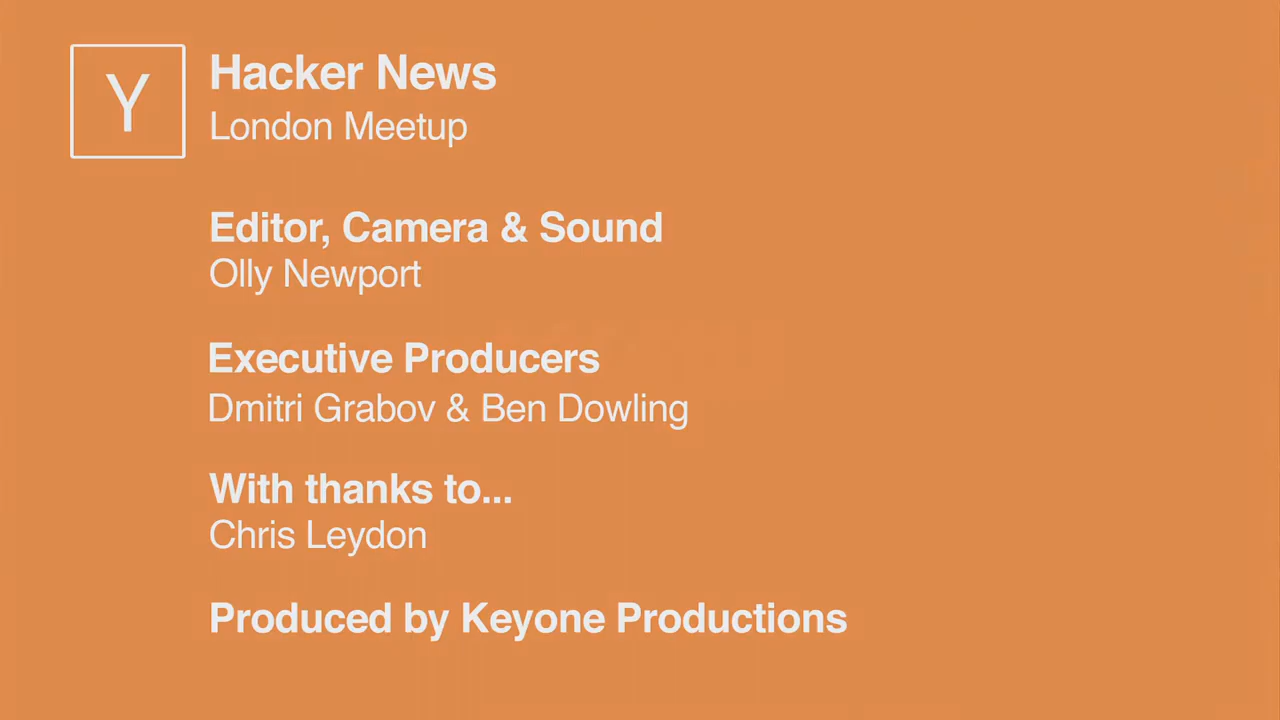 Y
Hacker News
London Meetup
Editor, Camera & Sound
Olly Newport
Executive Producers
Dmitri Grabov & Ben Dowling
With thanks to...
Chris Leydon
Produced by Keyone Productions